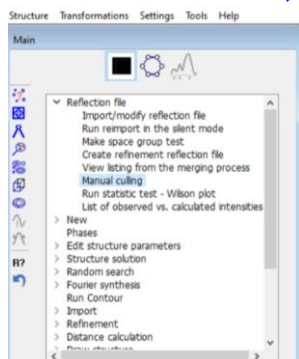 Structure Transformations Settings Tools Help
Main
Reflection file
Import/modify reflection file
Run reimport in the silent mode
Make space group test
Create refinement reflection file
View listing from the merging process
Manual culling
Run statistic test - Wilson plot
List of observed vs. calculated intensities
New
Phases
Edit structure parameters
Structure solution
Random search
Fourier synthesis
Run Contour
Import
Refinement
Distance calculation
R?